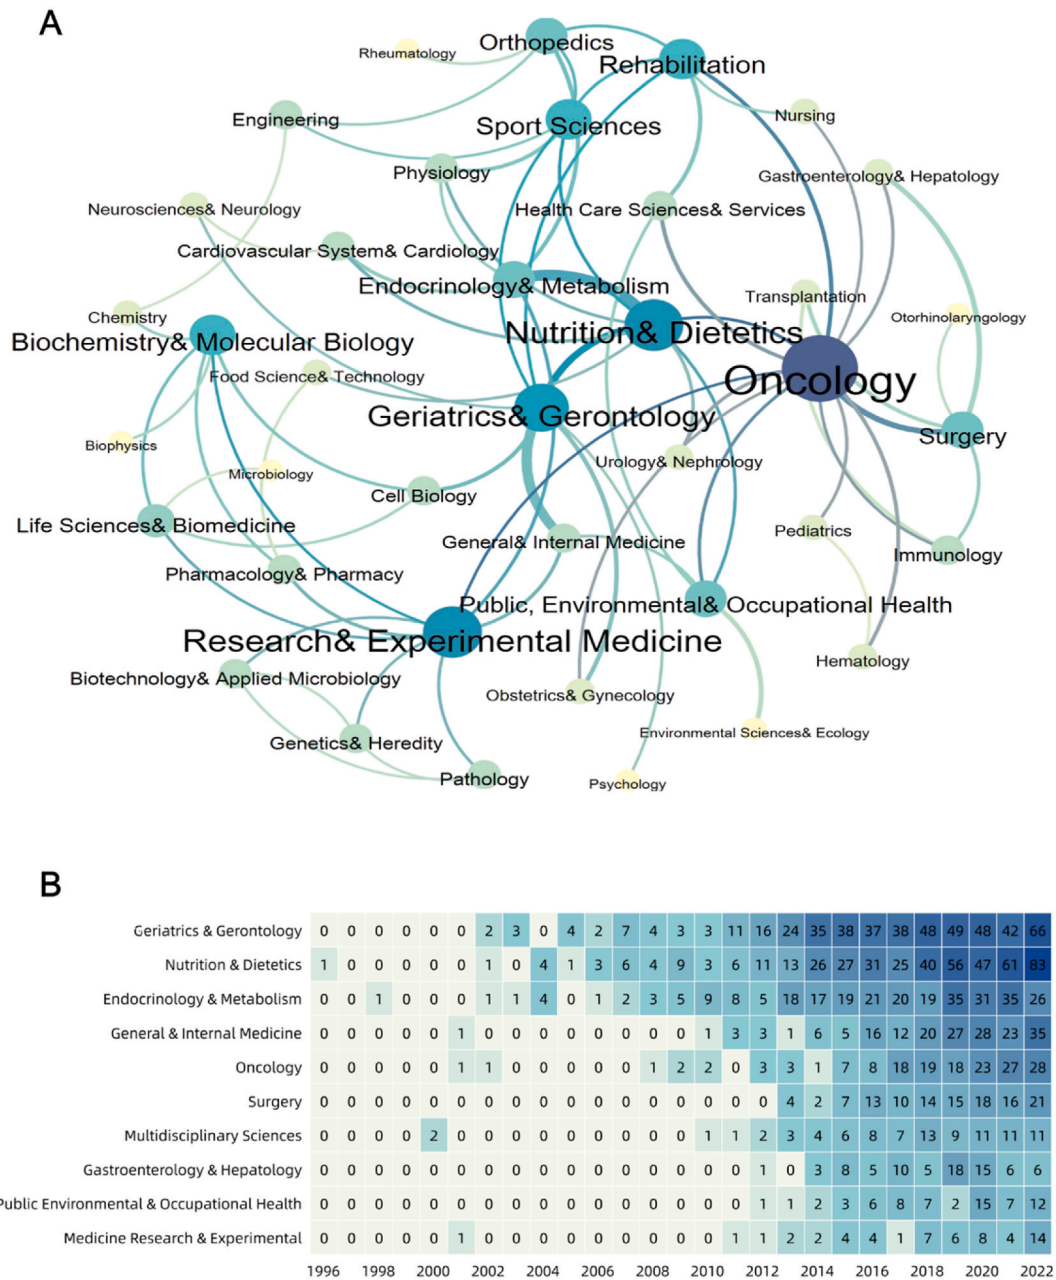 A
Orthopedics
Rheumatology
Rehabilitation
Engineering
Sport Sciences
Nursing
Physiology
Gastroenterology& Hepatology
Neurosciences& Neurology
Health Care Sciences& Services
Cardiovascular System& Cardiology
Endocrinology& Metabolism
Transplantation
Chemistry
Otorhinolaryngology
Biochemistry& Molecular Biology
Nutrition& Dietetics
Food Science& Technology
Oncology
Geriatrics& Gerontology
Biophysics
Surgery
Microbiology
Urology& Nephrology
Cell Biology
Life Sciences& Biomedicine
Pediatrics
General& Internal Medicine
Immunology
Pharmacology& Pharmacy
Public, Environmental& Occupational Health
Research& Experimental Medicine
Hematology
Biotechnology& Applied Microbiology
Obstetrics& Gynecology
Environmental Sciences& Ecology
Genetics& Heredity
Pathology
Psychology
B
Geriatrics & Gerontology 0 0 0 0 0 0 2 3 0 4 2 7 4 3 3 11 16 24 35 38 37 38 48 49 48 42 66
Nutrition & Dietetics 1 0 0 0 0 0 1 0 4 1 3 6 4 9 3 6 11 13 26 27 31 25 40 56 47 61 83
Endocrinology & Metabolism 0 0 1 0 0 0 1 1 4 0 1 2 3 5 9 8 5 18 17 19 21 20 19 35 31 35 26
General & Internal Medicine 0 0 0 0 0 1 0 0 0 0 0 0 0 0 1 3 3 1 6 5 16 12 20 27 28 23 35
Oncology 0 0 0 0 0 1 1 0 0 0 0 0 1 2 2 0 3 3 1 7 8 18 19 18 23 27 28
Surgery 0 0 0 0 0 0 0 0 0 0 0 0 0 0 0 0 0 4 2 7 13 10 14 15 18 16 21
Multidisciplinary Sciences 0 0 0 0 2 0 0 0 0 0 0 0 0 0 1 1 2 3 4 6 8 7 13 9 11 11 11
Gastroenterology & Hepatology 0 0 0 0 0 0 0 0 0 0 0 0 0 0 0 0 1 0 3 8 5 10 5 18 15 6 6
Public Environmental & Occupational Health 0 0 0 0 0 0 0 0 0 0 0 0 0 0 0 0 1 1 2 3 6 8 7 2 15 7 12
Medicine Research & Experimental 0 0 0 0 0 1 0 0 0 0 0 0 0 0 0 1 1 2 2 4 4 1 7 6 8 4 14
1996 1998 2000 2002 2004 2006 2008 2010 2012 2014 2016 2018 2020 2022